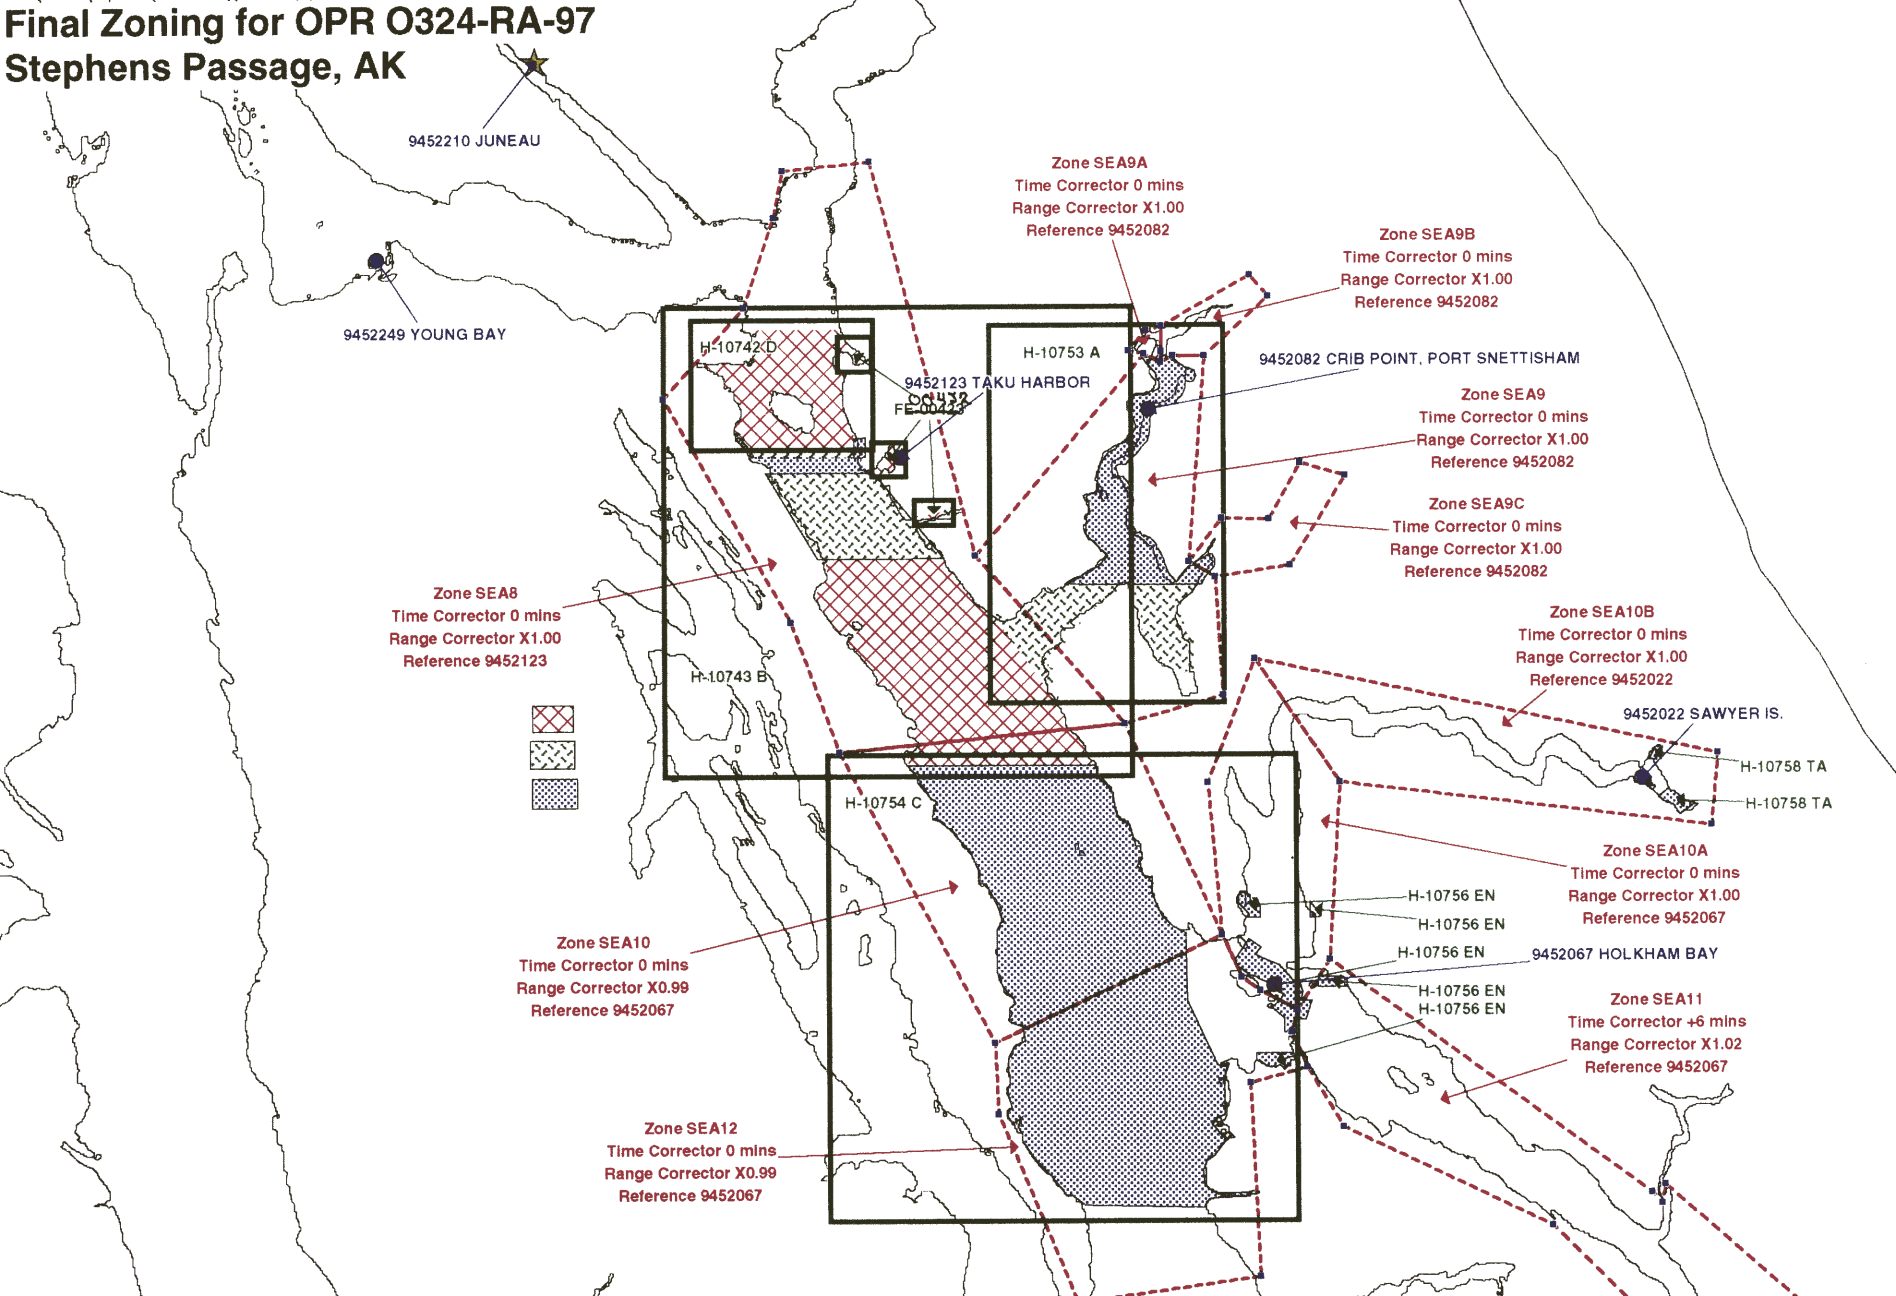 Final Zoning for OPR O324-RA-97
Stephens Passage, AK
9452210 JUNEAU
9452249 YOUNG BAY
Zone SEA9A
Time Corrector 0 mins
Range Corrector X1.00
Reference 9452082
Zone SEA9B
Time Corrector 0 mins
Range Corrector X1.00
Reference 9452082
H-10742 D
H-10753 A
9452082 CRIB POINT, PORT SNETTISHAM
9452123 TAKU HARBOR
FE-00423
Zone SEA9
Time Corrector 0 mins
Range Corrector X1.00
Reference 9452082
Zone SEA9C
Time Corrector 0 mins
Range Corrector X1.00
Reference 9452082
Zone SEA8
Time Corrector 0 mins
Range Corrector X1.00
Reference 9452123
Zone SEA10B
Time Corrector 0 mins
Range Corrector X1.00
Reference 9452022
H-10743 B
9452022 SAWYER IS.
H-10758 TA
H-10758 TA
H-10754 C
Zone SEA10A
Time Corrector 0 mins
Range Corrector X1.00
Reference 9452067
H-10756 EN
H-10756 EN
H-10756 EN
9452067 HOLKHAM BAY
H-10756 EN
H-10756 EN
Zone SEA10
Time Corrector 0 mins
Range Corrector X0.99
Reference 9452067
Zone SEA11
Time Corrector +6 mins
Range Corrector X1.02
Reference 9452067
Zone SEA12
Time Corrector 0 mins
Range Corrector X0.99
Reference 9452067